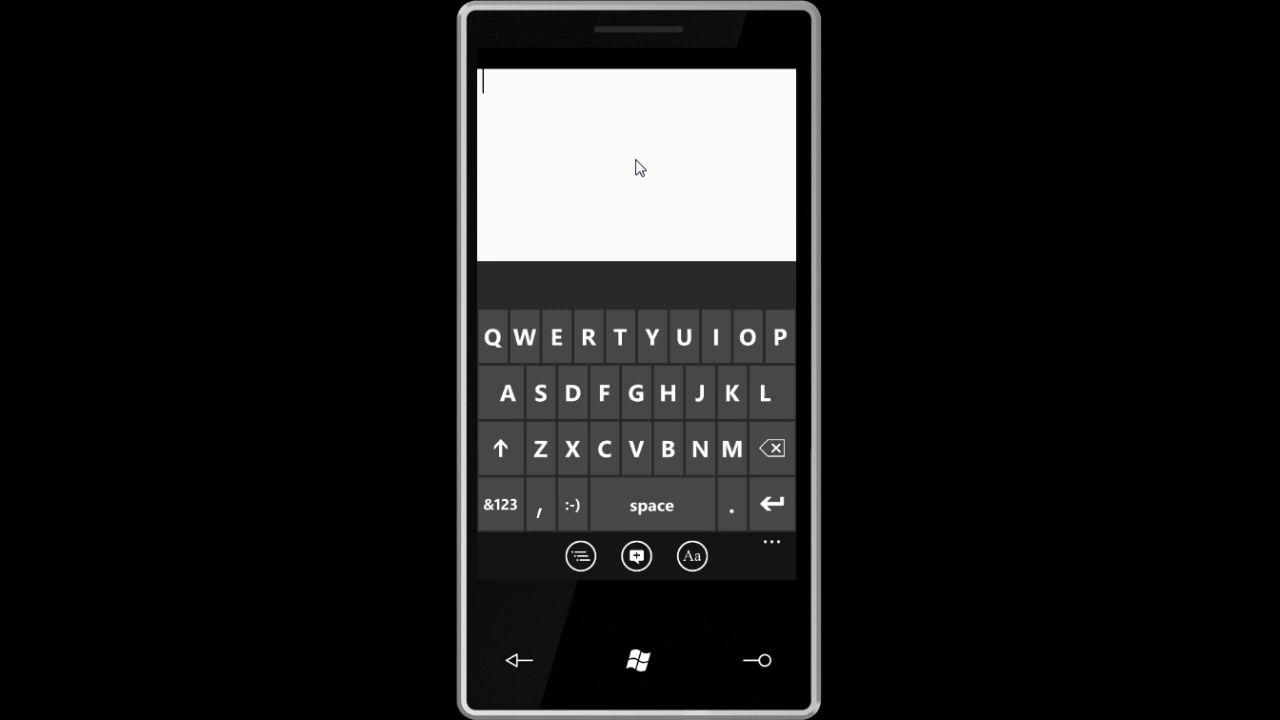 Q W E R T Y U I O P
A S D F G H J K L
Z X C V B N M
&123 , :-) space .
Aa